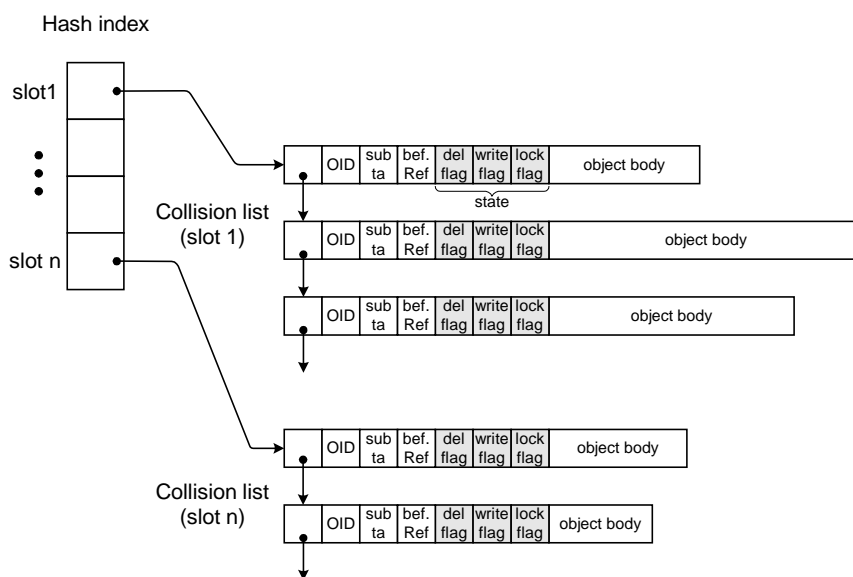 Hash index
slot1
OID sub ta bef. Ref del flag write flag lock flag object body
state
Collision list
(slot 1)
OID sub ta bef. Ref del flag write flag lock flag object body
slot n
OID sub ta bef. Ref del flag write flag lock flag object body
OID sub ta bef. Ref del flag write flag lock flag object body
Collision list
(slot n)
OID sub ta bef. Ref del flag write flag lock flag object body